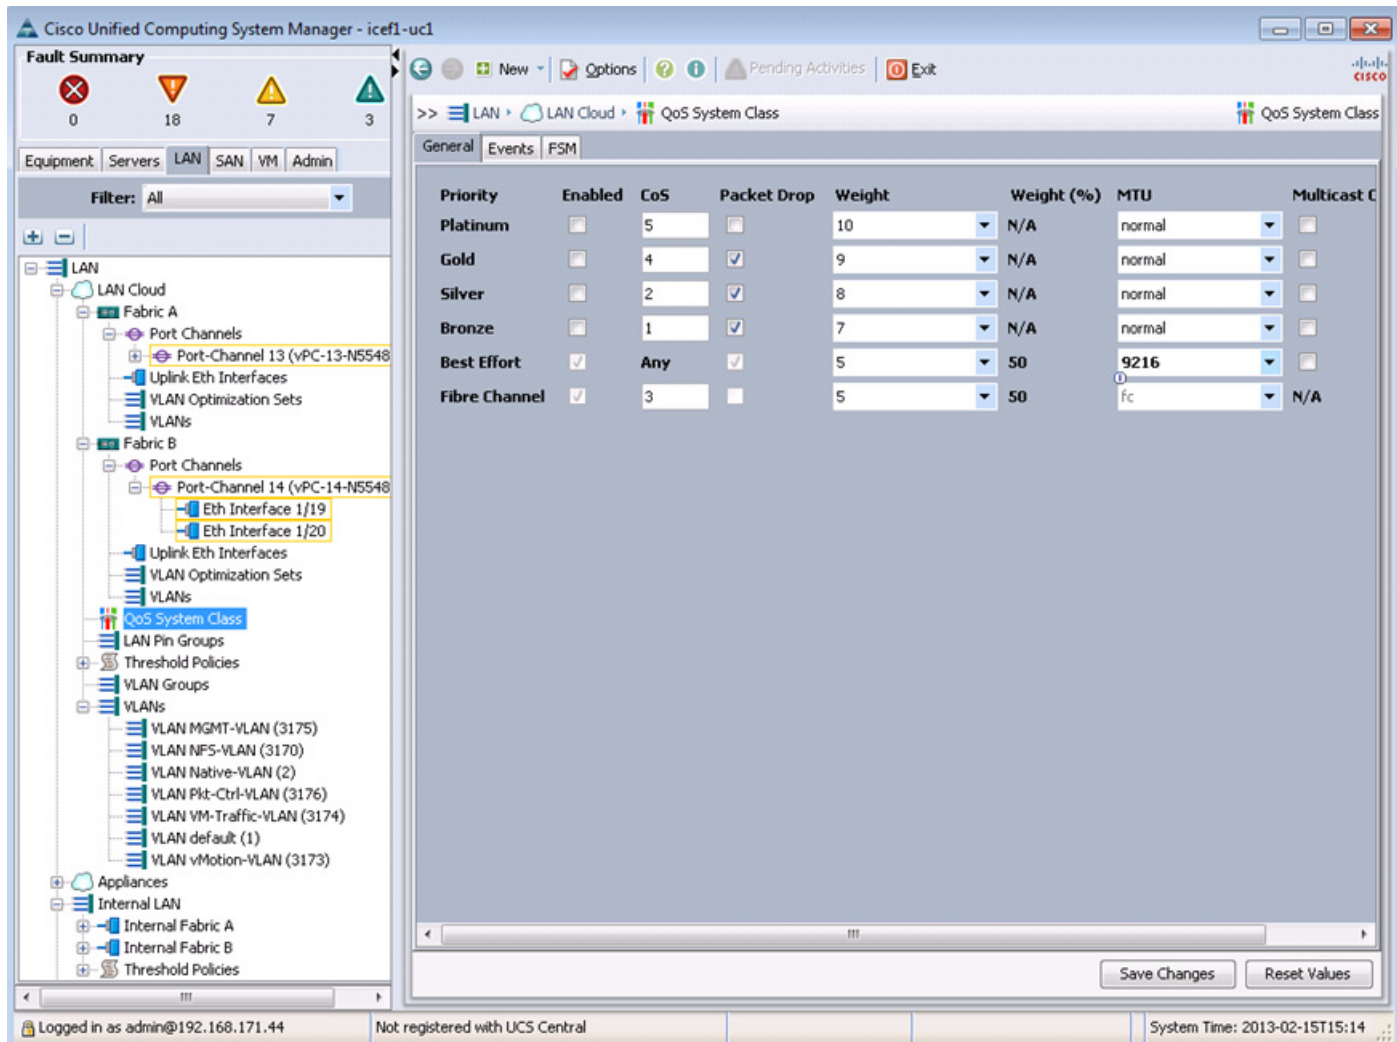 Cisco Unified Computing System Manager - icef1-uc1
Fault Summary
0 18 7 3
New Options Pending Activities Exit
cisco
>> LAN LAN Cloud QoS System Class QoS System Class
Equipment Servers LAN SAN VM Admin
Filter: All
General Events FSM
Priority Enabled CoS Packet Drop Weight Weight (%) MTU Multicast
Platinum 5 10 N/A normal
Gold 4 9 N/A normal
Silver 2 8 N/A normal
Bronze 1 7 N/A normal
Best Effort Any 5 50 9216
Fibre Channel 3 5 50 fc N/A
LAN
LAN Cloud
Fabric A
Port Channels
Port-Channel 13 (vPC-13-N5548
Uplink Eth Interfaces
VLAN Optimization Sets
VLANs
Fabric B
Port Channels
Port-Channel 14 (vPC-14-N5548
Eth Interface 1/19
Eth Interface 1/20
Uplink Eth Interfaces
VLAN Optimization Sets
VLANs
QoS System Class
LAN Pin Groups
Threshold Policies
VLAN Groups
VLANs
VLAN MGMT-VLAN (3175)
VLAN NFS-VLAN (3170)
VLAN Native-VLAN (2)
VLAN Pkt-Ctrl-VLAN (3176)
VLAN VM-Traffic-VLAN (3174)
VLAN default (1)
VLAN vMotion-VLAN (3173)
Appliances
Internal LAN
Internal Fabric A
Internal Fabric B
Threshold Policies
Save Changes Reset Values
Logged in as admin@192.168.171.44 Not registered with UCS Central System Time: 2013-02-15T15:14